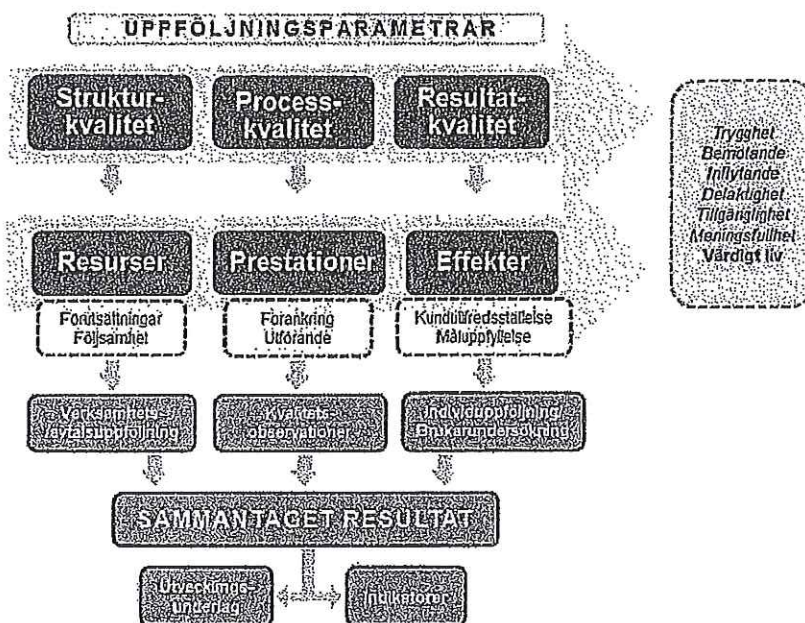 UPPFÖLJNINGSPARAMETRAR
Struktur-
kvalitet
Process-
kvalitet
Resultat-
kvalitet
Trygghet
Bemötande
Inflytande
Delaktighet
Tillgänglighet
Meningsfullhet
Värdigt liv
Resurser
Prestationer
Effekter
Förutsättningar
Följsamhet
Förankring
Utförande
Kundtillfredsställelse
Måluppfyllelse
Verksamhets-
/avtalsuppföljning
Kvalitets-
observationer
Individuppföljning/
Brukarundersökning
SAMMANTAGET RESULTAT
Utvecklings-
underlag
Indikatorer